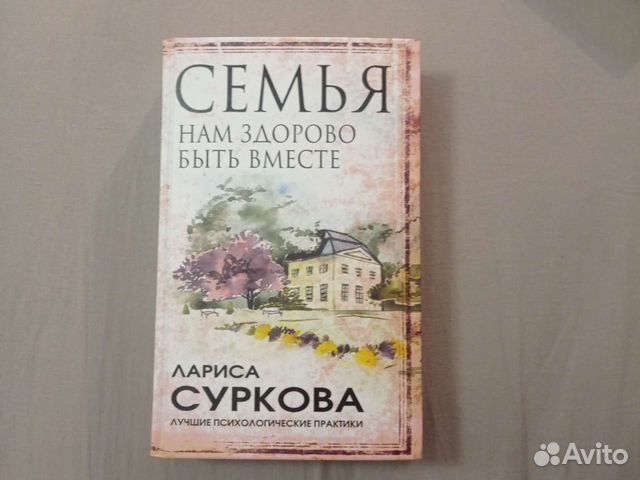 СЕМЬЯ
НАМ ЗДОРОВО
БЫТЬ ВМЕСТЕ
ЛАРИСА
СУРКОВА
ЛУЧШИЕ ПСИХОЛОГИЧЕСКИЕ ПРАКТИКИ
Avito